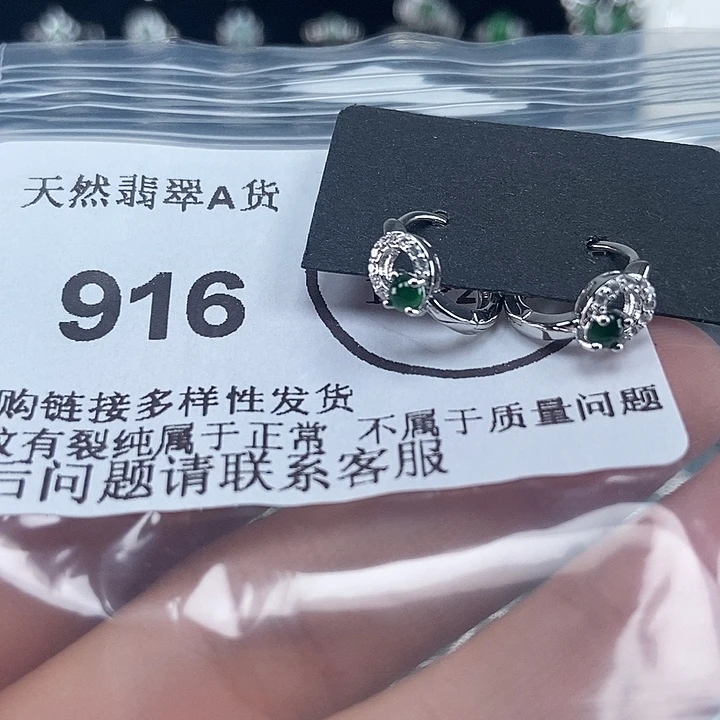 天然翡翠A货
916
购链接多样性发货
纹有裂纯属于正常 不属于质量问题
后问题请联系客服